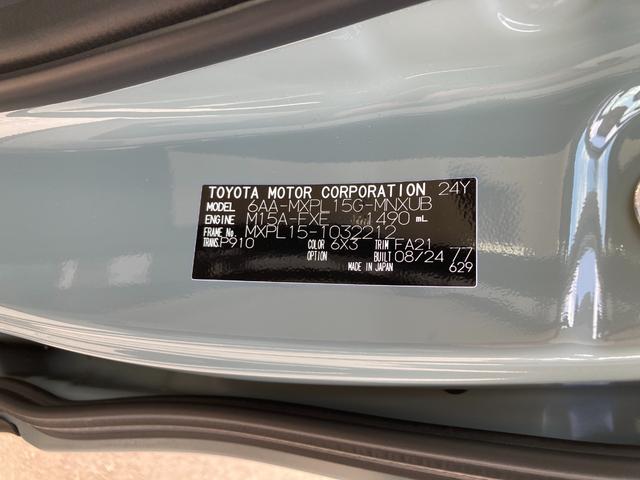 TOYOTA MOTOR CORPORATION 24Y
MODEL 6AA-MXPL15G-MNXUB
ENGINE M15A-FXE 1490 mL
FRAME No. MXPL15-1032212
TRANS. P910 COLOR 6X3 TRIM FA21
OPTION BUILT 08/24 77
MADE IN JAPAN 629